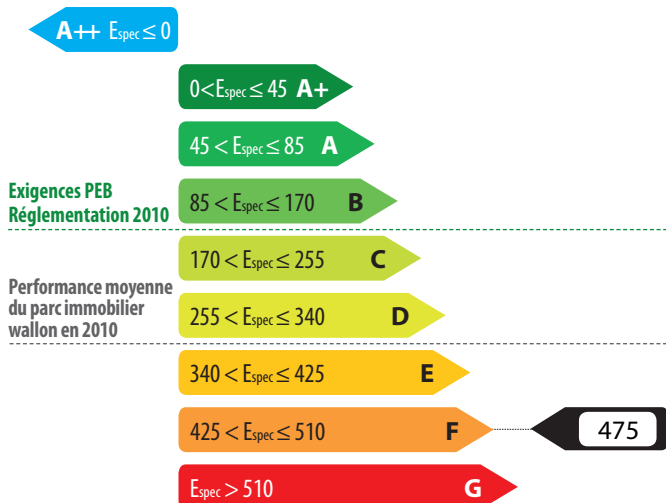 A++ Espec ≤ 0
0<Espec ≤ 45 A+
45 < Espec ≤ 85 A
Exigences PEB
Réglementation 2010
85 < Espec ≤ 170 B
170 < Espec ≤ 255 C
Performance moyenne
du parc immobilier
wallon en 2010
255 < Espec ≤ 340 D
340 < Espec ≤ 425 E
425 < Espec ≤ 510 F
475
Espec > 510 G